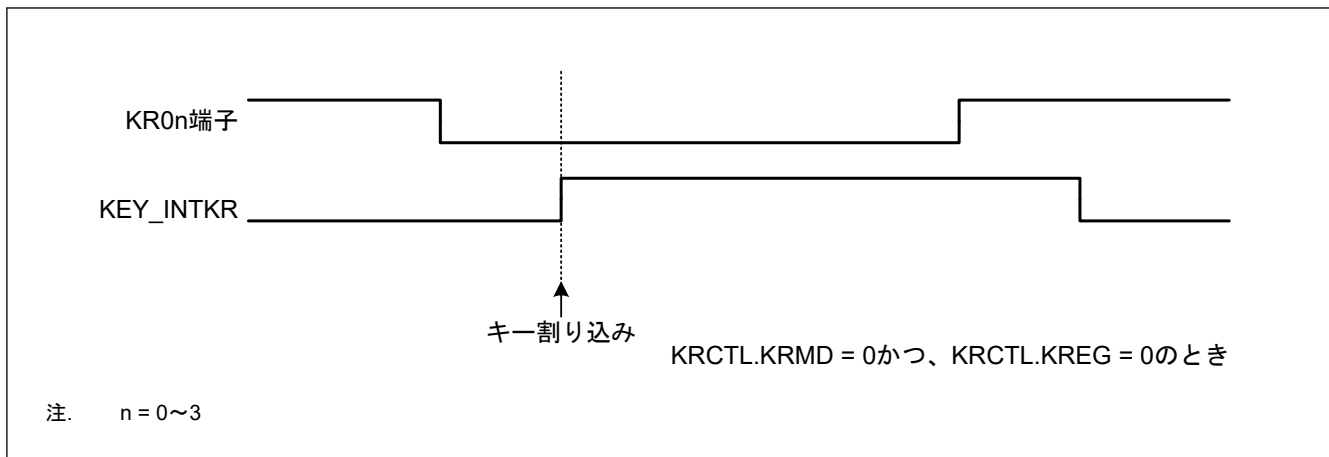 KR0n端子
KEY_INTKR
キー割り込み
KRCTL.KRMD = 0かつ、KRCTL.KREG = 0のとき
注. n = 0～3